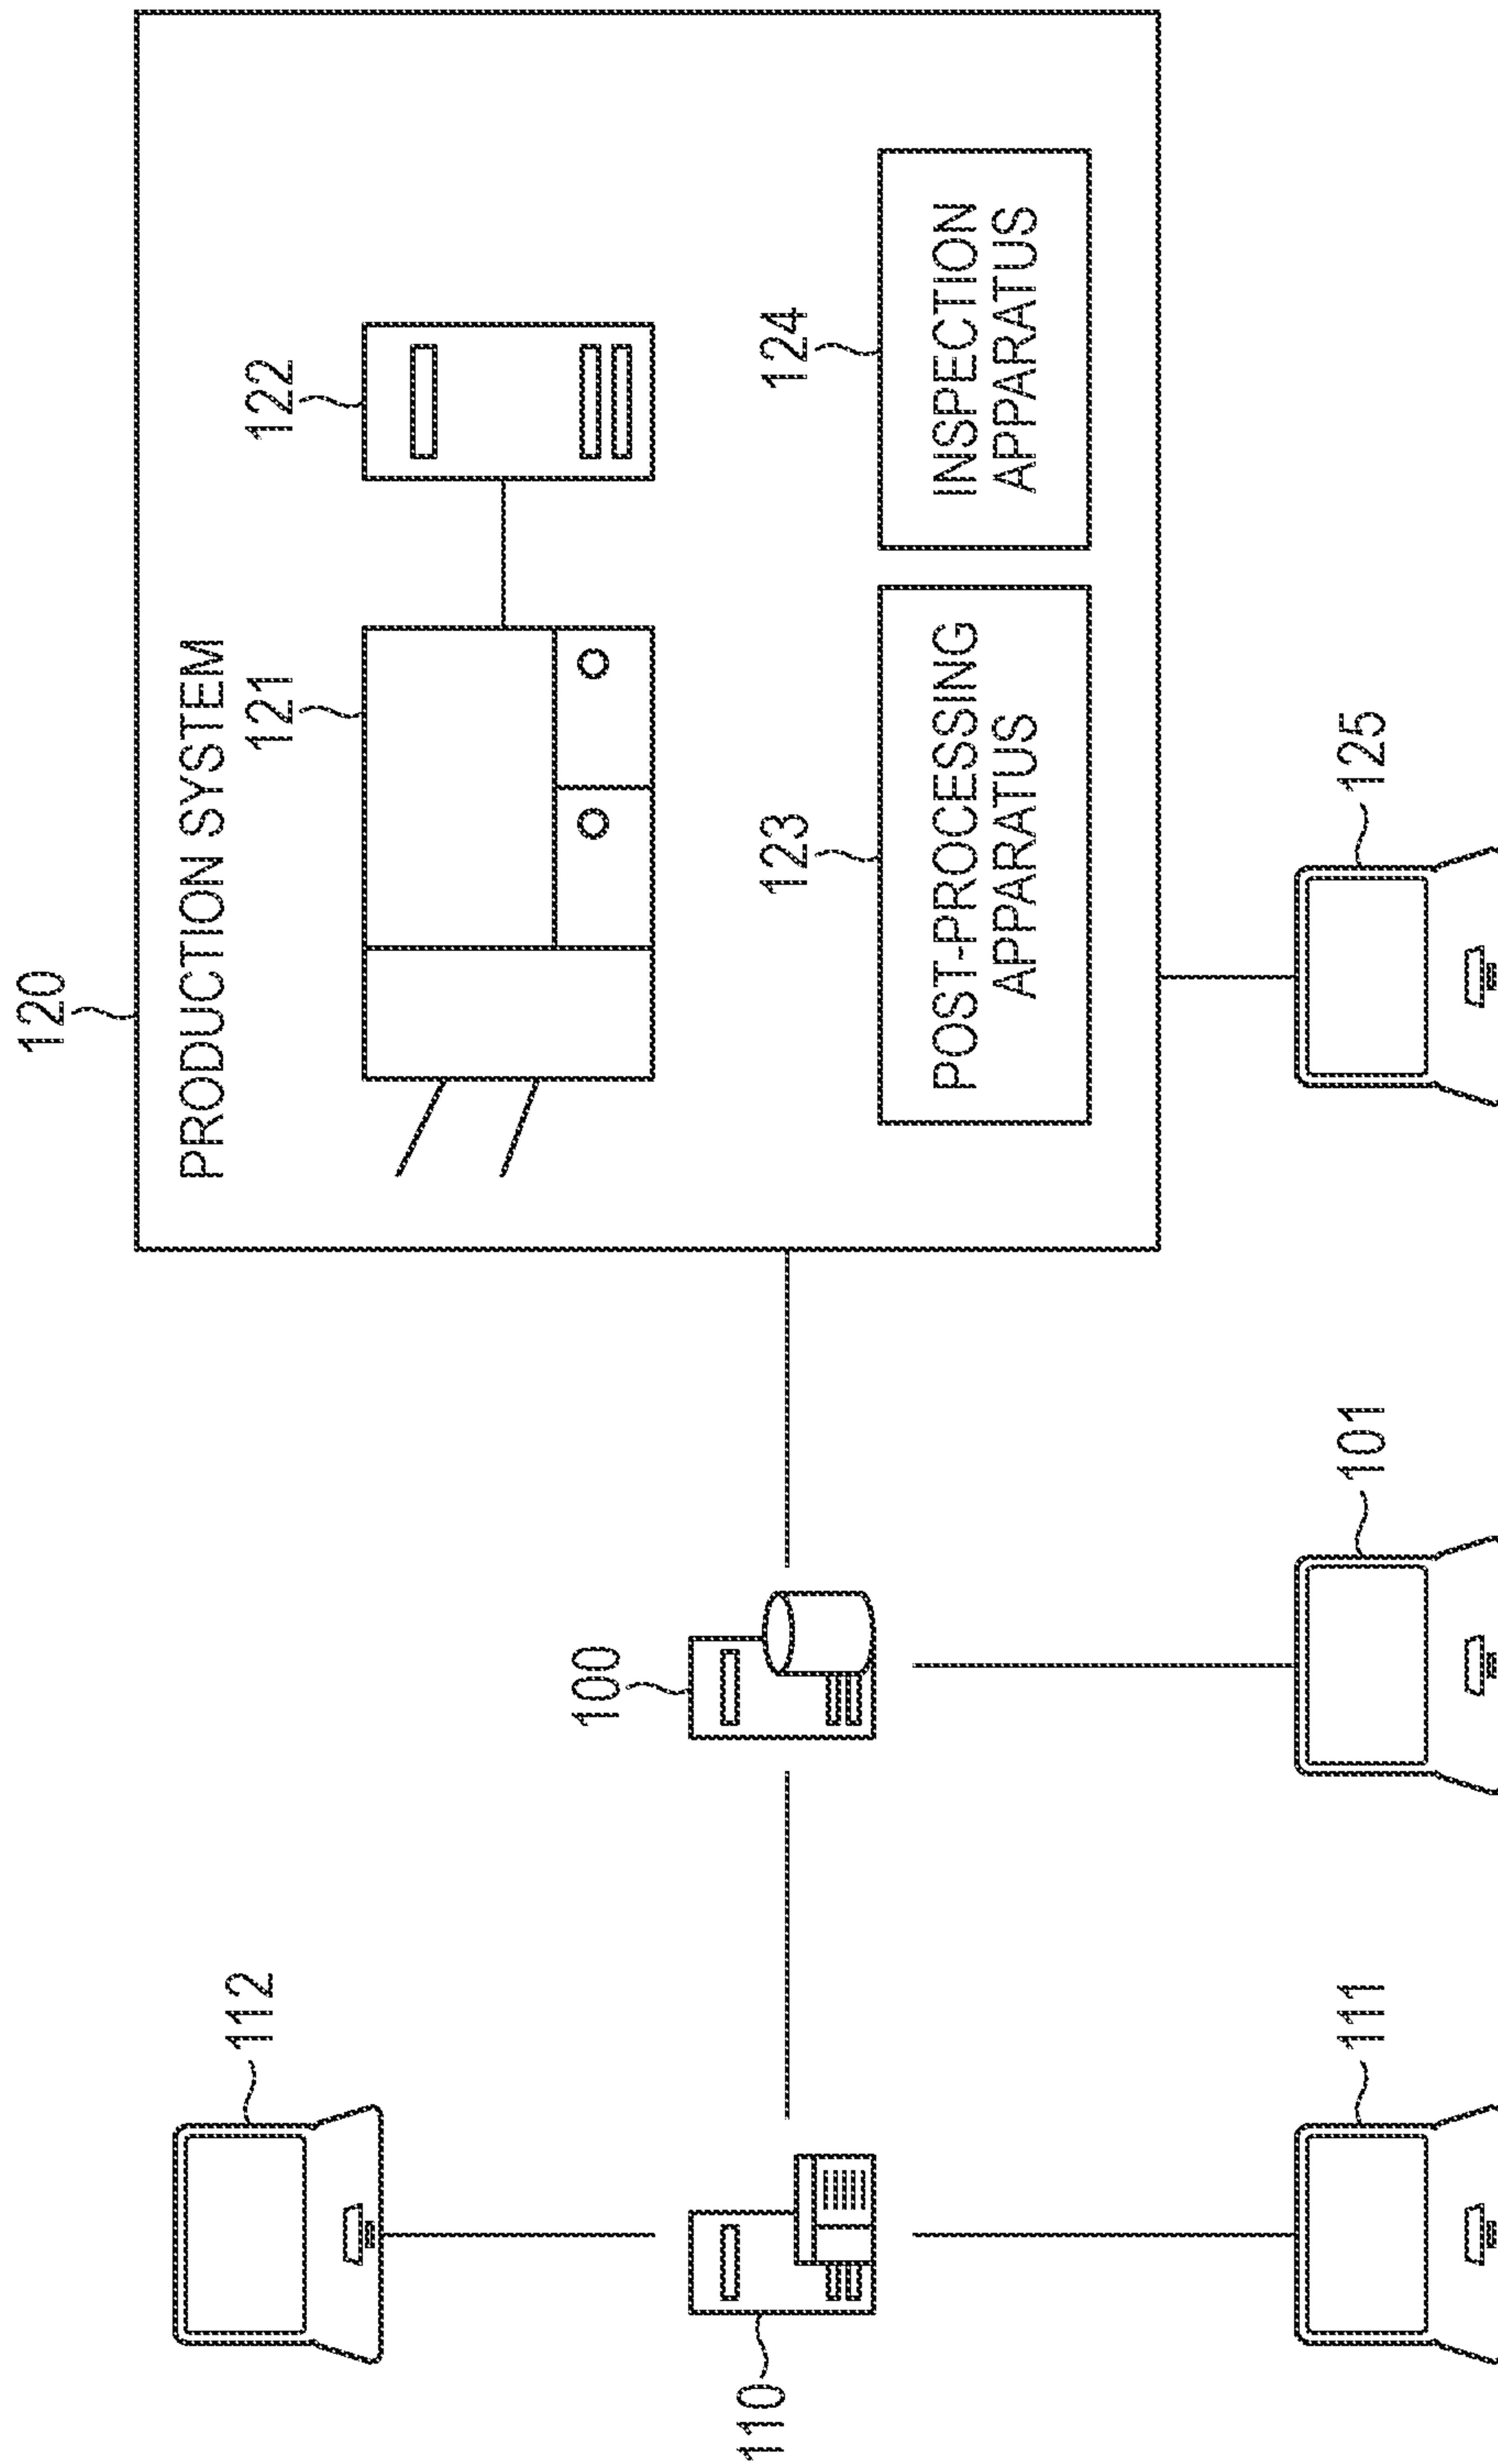 120
PRODUCTION SYSTEM
112
121
122
110
100
123
124
POST-PROCESSING
APPARATUS
INSPECTION
APPARATUS
111
101
125